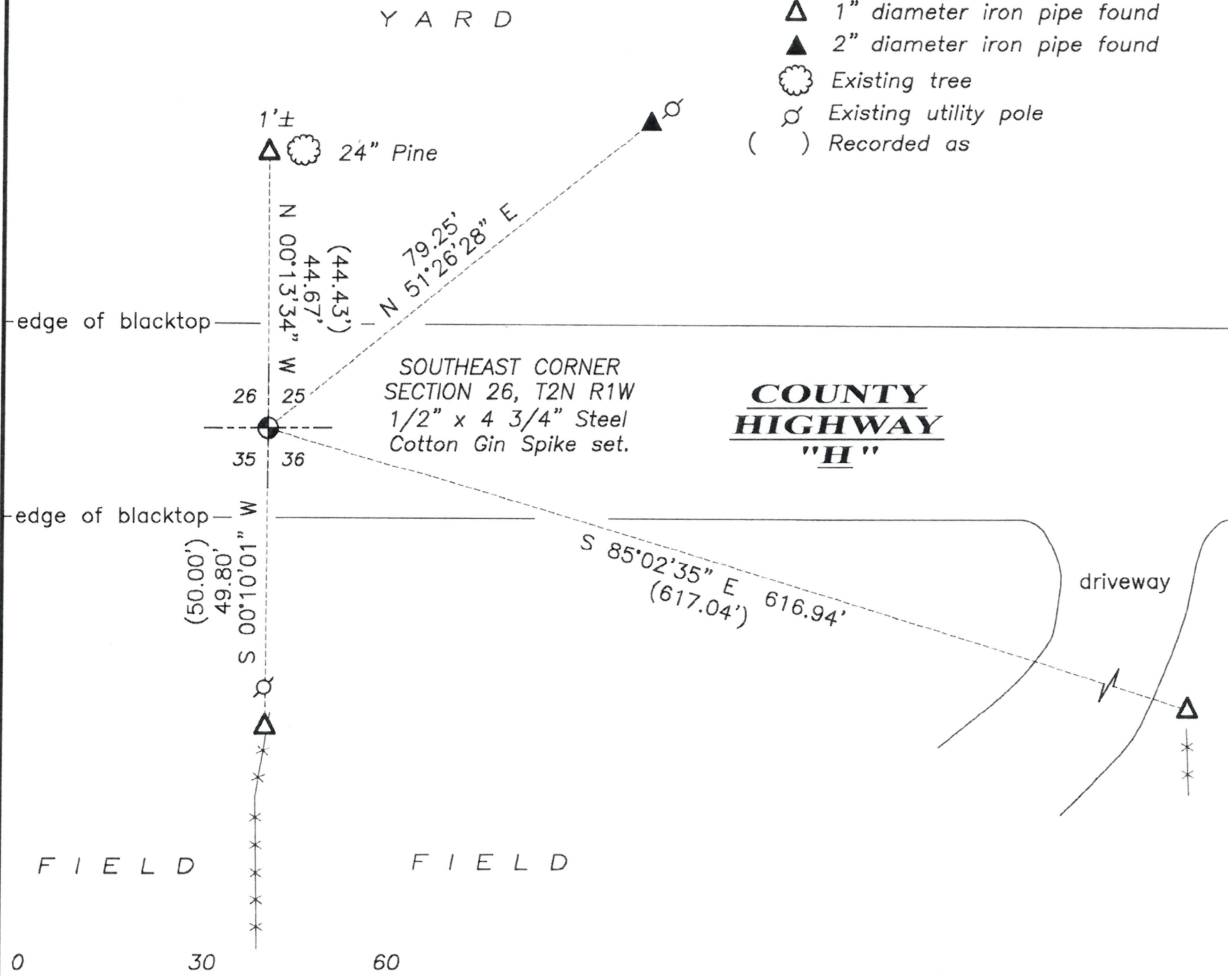 Y A R D
1" diameter iron pipe found
2" diameter iron pipe found
Existing tree
Existing utility pole
( ) Recorded as
1'±
24" Pine
N 00°13'34" W
44.67'
(44.43')
79.25'
N 51°26'28" E
edge of blacktop
SOUTHEAST CORNER
SECTION 26, T2N R1W
1/2" x 4 3/4" Steel
Cotton Gin Spike set.
COUNTY
HIGHWAY
"H"
26 25
35 36
edge of blacktop
(50.00')
49.80'
S 00°10'01" W
S 85°02'35" E 616.94'
(617.04')
driveway
F I E L D
F I E L D
0 30 60